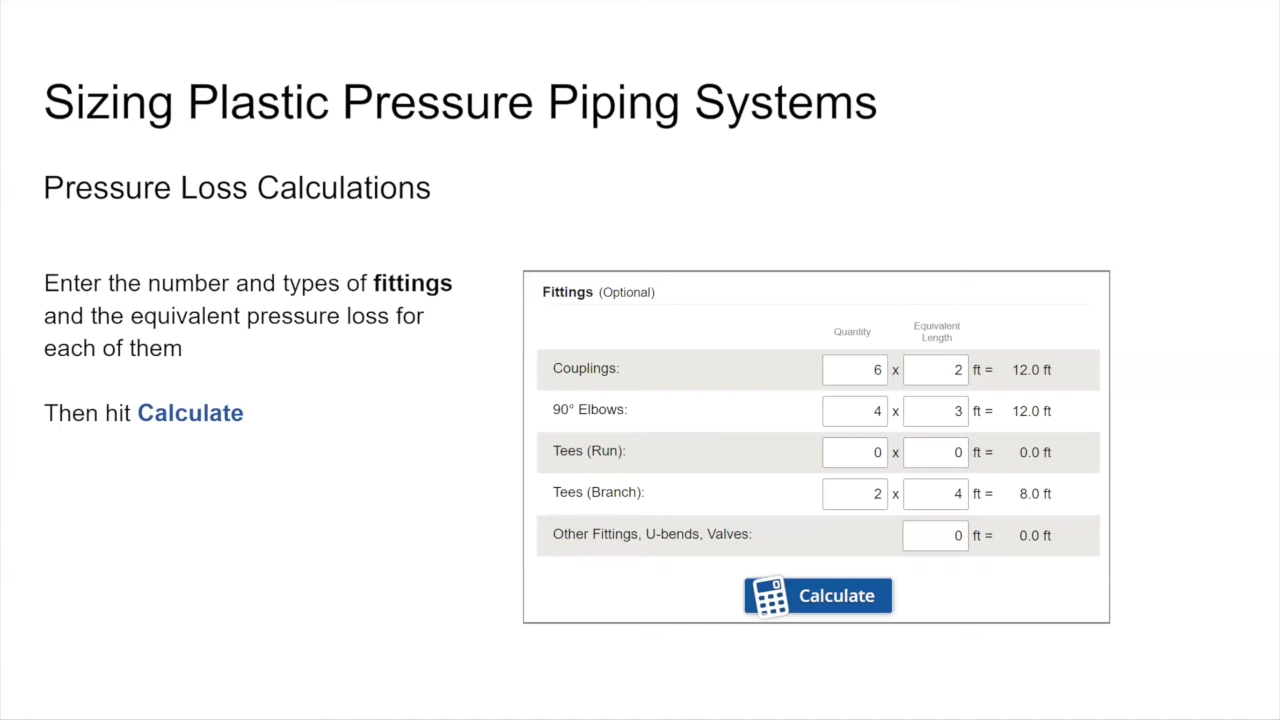 Sizing Plastic Pressure Piping Systems
Pressure Loss Calculations
Enter the number and types of fittings
and the equivalent pressure loss for
each of them
Then hit Calculate
Fittings (Optional)
Quantity
Equivalent
Length
Couplings: 6 x 2 ft = 12.0 ft
90° Elbows: 4 x 3 ft = 12.0 ft
Tees (Run): 0 x 0 ft = 0.0 ft
Tees (Branch): 2 x 4 ft = 8.0 ft
Other Fittings, U-bends, Valves: 0 ft = 0.0 ft
0
Calculate